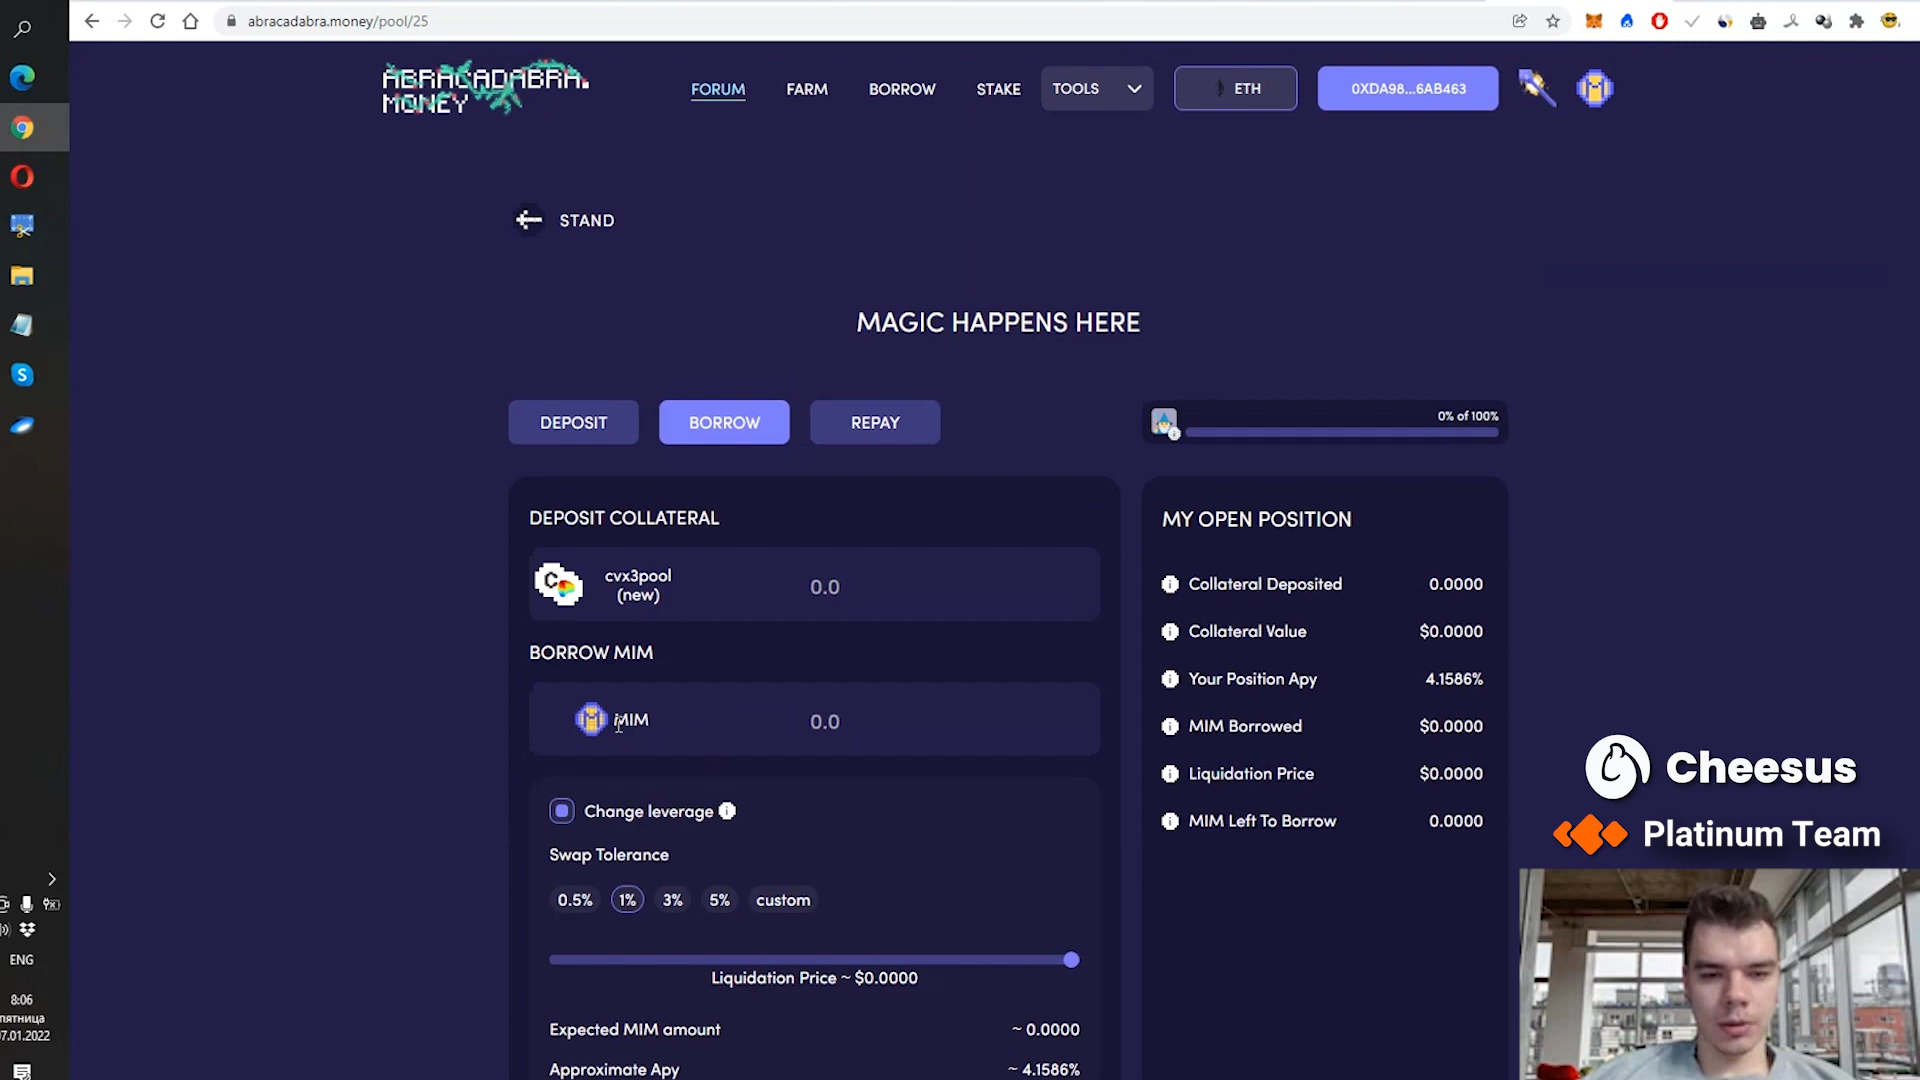 abracadabra.money/pool/25
ABRACADABRA.
MONEY
FORUM
FARM
BORROW
STAKE
TOOLS
ETH
0XDA98...6AB463
STAND
MAGIC HAPPENS HERE
DEPOSIT
BORROW
REPAY
0% of 100%
DEPOSIT COLLATERAL
cvx3pool
(new)
0.0
BORROW MIM
MIM
0.0
Change leverage
Swap Tolerance
0.5%
1%
3%
5%
custom
Liquidation Price ~ $0.0000
Expected MIM amount
~ 0.0000
Approximate Apy
~ 4.1586%
MY OPEN POSITION
Collateral Deposited
0.0000
Collateral Value
$0.0000
Your Position Apy
4.1586%
MIM Borrowed
$0.0000
Liquidation Price
$0.0000
MIM Left To Borrow
0.0000
Cheesus
Platinum Team
ENG
8:06
пятница
07.01.2022